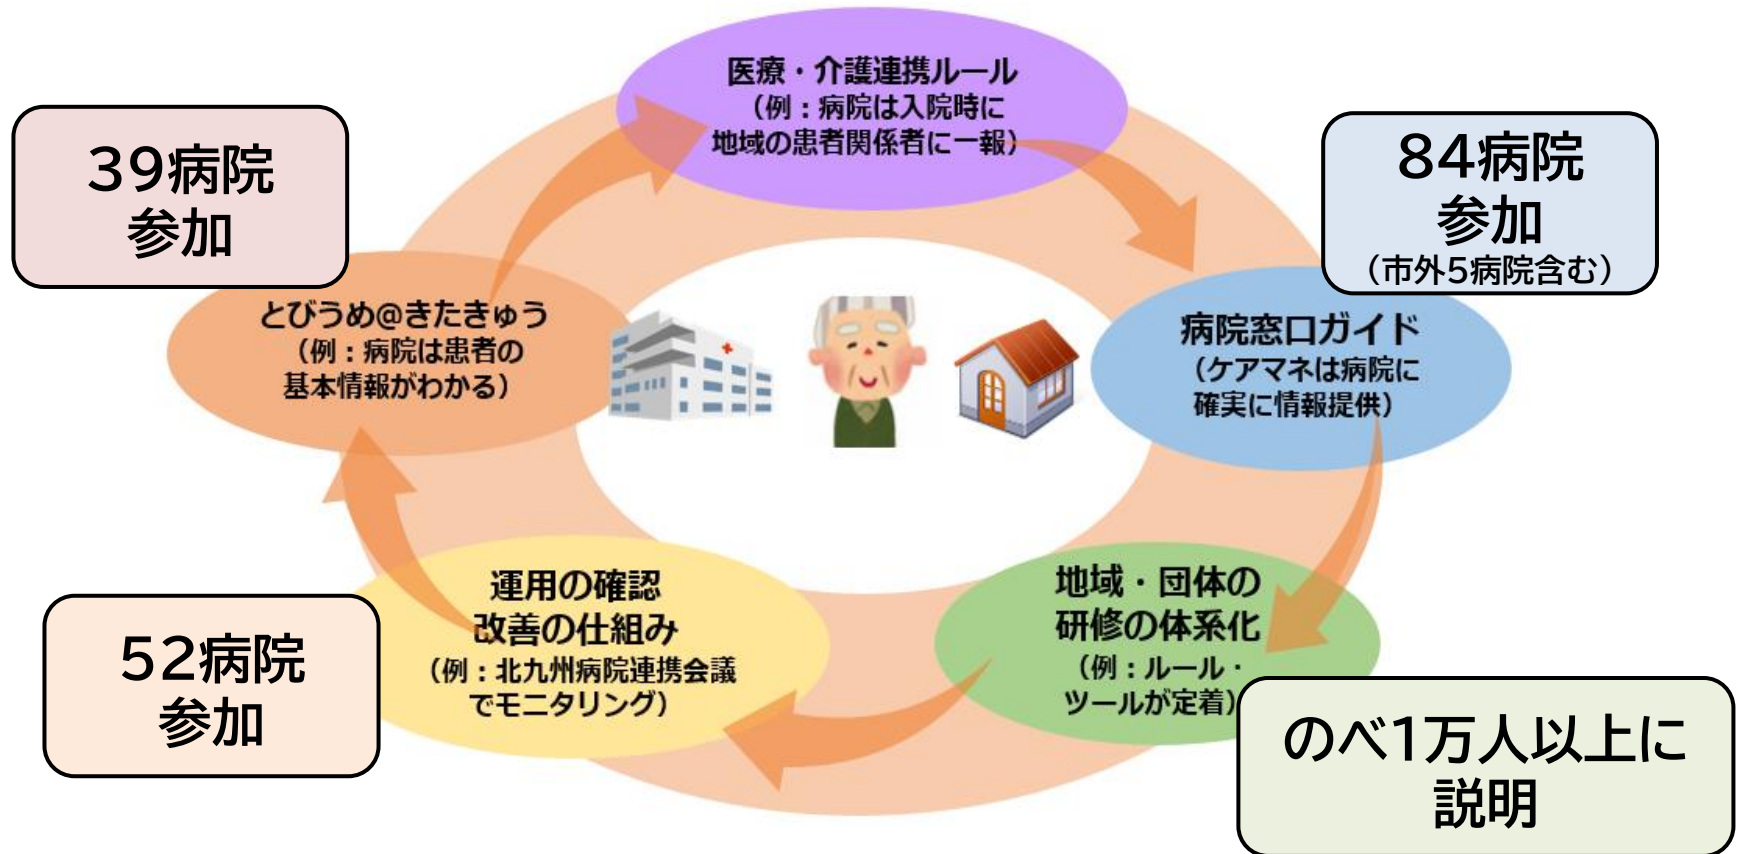 医療・介護連携ルール
（例：病院は入院時に
地域の患者関係者に一報）
39病院
参加
84病院
参加
（市外5病院含む）
とびうめ@きたきゅう
（例：病院は患者の
基本情報がわかる）
病院窓口ガイド
（ケアマネは病院に
確実に情報提供）
運用の確認
改善の仕組み
（例：北九州病院連携会議
でモニタリング）
地域・団体の
研修の体系化
（例：ルール・
ツールが定着）
52病院
参加
のべ1万人以上に
説明